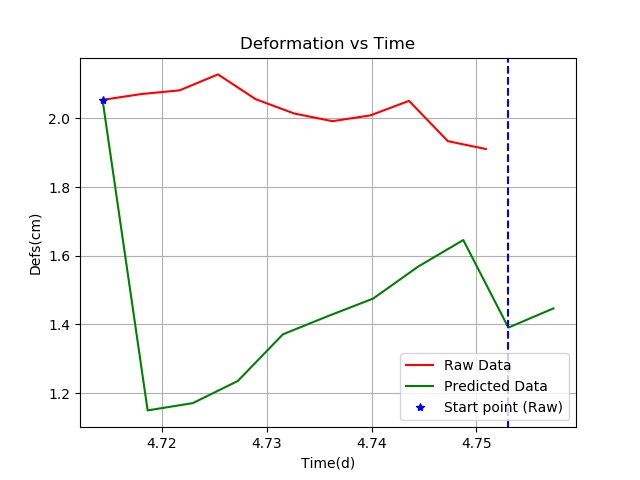 Deformation vs Time
Defs(cm)
2.0
1.8
1.6
1.4
1.2
4.72
4.73
4.74
4.75
Time(d)
Raw Data
Predicted Data
Start point (Raw)